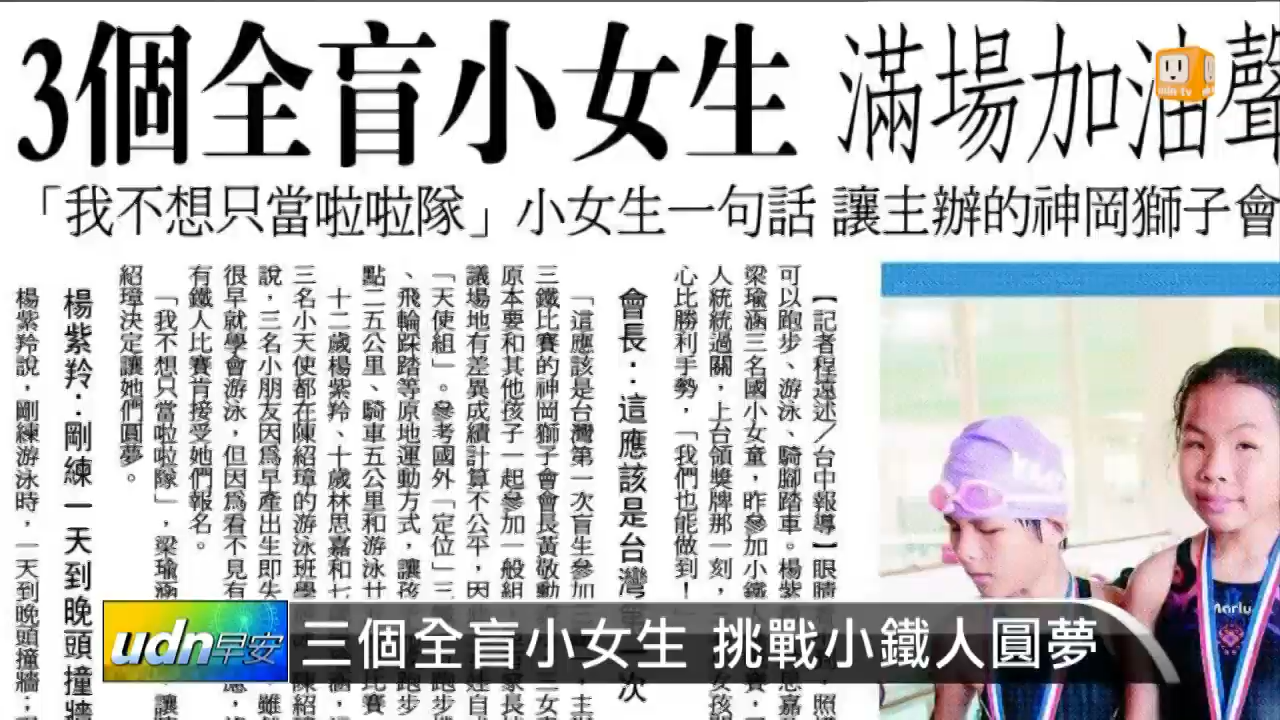 3個全盲小女生 滿場加油聲
「我不想只當啦啦隊」小女生一句話 讓主辦的神岡獅子會
【記者程遠述╱台中報導】眼睛
可以跑步、游泳、騎腳踏車。楊紫
梁瑜涵三名國小女童,昨參加小鐵人
人統統過關,上台領獎牌那一刻,
心比勝利手勢,「我們也能做到!
會長:這應該是台灣第一次
「這應該是台灣第一次盲生參加三
三鐵比賽的神岡獅子會會長黃敬勳
原本要和其他孩子一起參加一般組
議場地有差異成績計算不公平,因
「天使組」。參考國外「定位」三
、飛輪踩踏等原地運動方式,讓孩
點二五公里、騎車五公里和游泳廿
十二歲楊紫羚、十歲林思嘉和七
三名小天使都在陳紹璋的游泳班學
說,三名小朋友因為早產出生即失
很早就學會游泳,但因為看不見有
有鐵人比賽肯接受她們報名。
「我不想只當啦啦隊」,梁瑜涵
紹璋決定讓她們圓夢。
楊紫羚:剛練一天到晚頭撞牆
楊紫羚說,剛練游泳時,一天到晚頭撞牆,
min tv
Marlu
udn早安
三個全盲小女生 挑戰小鐵人圓夢